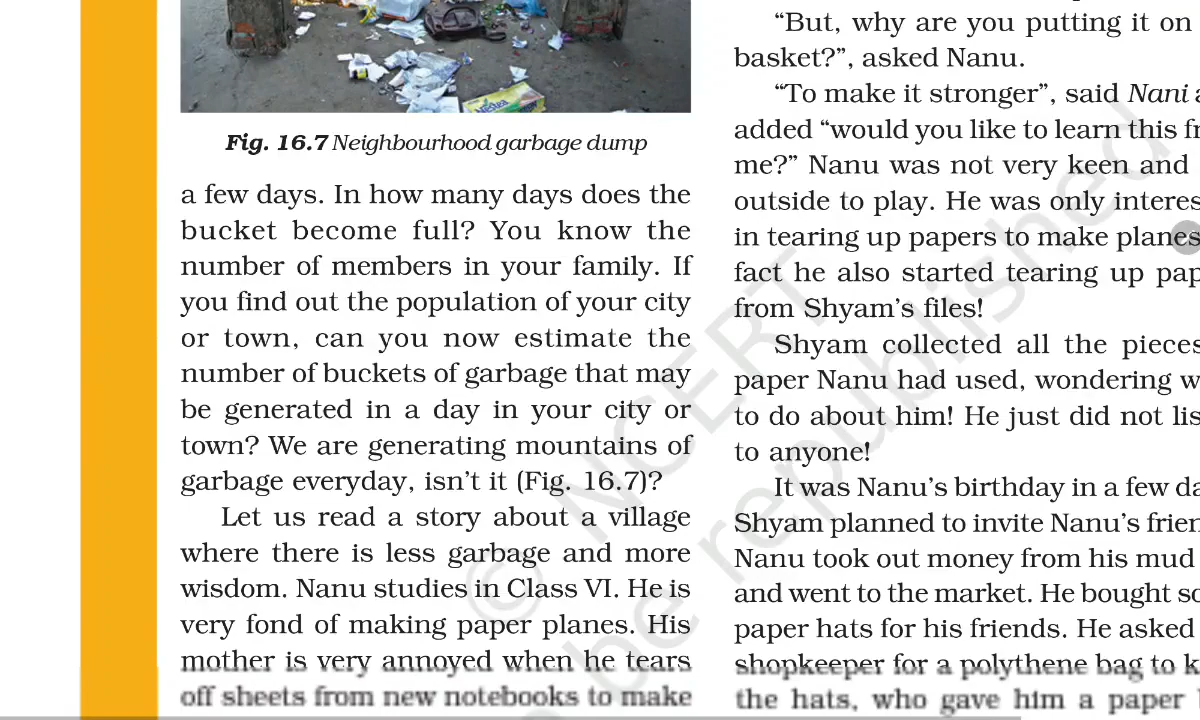 Fig. 16.7 Neighbourhood garbage dump
a few days. In how many days does the
bucket become full? You know the
number of members in your family. If
you find out the population of your city
or town, can you now estimate the
number of buckets of garbage that may
be generated in a day in your city or
town? We are generating mountains of
garbage everyday, isn't it (Fig. 16.7)?
Let us read a story about a village
where there is less garbage and more
wisdom. Nanu studies in Class VI. He is
very fond of making paper planes. His
mother is very annoyed when he tears
off sheets from new notebooks to make
"But, why are you putting it on
basket?", asked Nanu.
"To make it stronger", said Nani
added "would you like to learn this
me?" Nanu was not very keen and
outside to play. He was only
in tearing up papers to make planes
fact he also started tearing up
from Shyam's files!
Shyam collected all the pieces
paper Nanu had used, wondering
to do about him! He just did not
to anyone!
It was Nanu's birthday in a few
Shyam planned to invite Nanu's
Nanu took out money from his mud
and went to the market. He bought
paper hats for his friends. He asked
shopkeeper for a polythene bag to
the hats, who gave him a paper
© NCERT
be republished